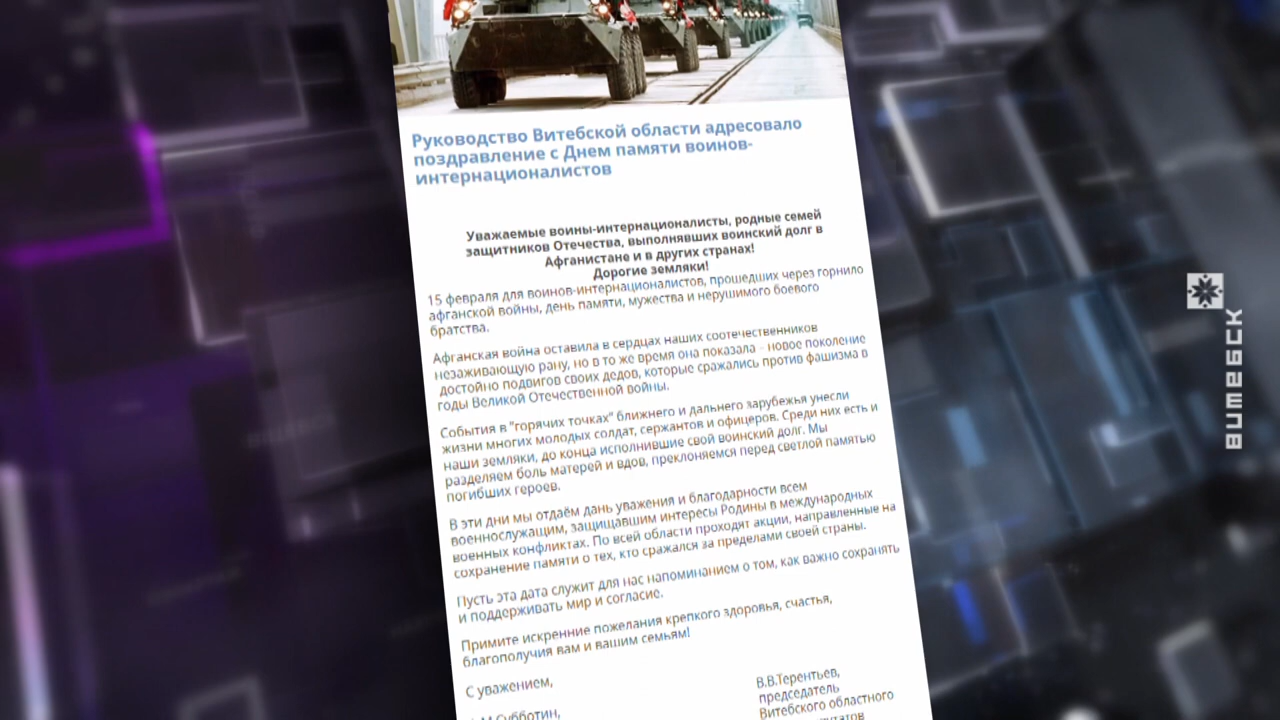 Руководство Витебской области адресовало
поздравление с Днем памяти воинов-
интернационалистов
Уважаемые воины-интернационалисты, родные семей
защитников Отечества, выполнявших воинский долг в
Афганистане и в других странах!
Дорогие земляки!
15 февраля для воинов-интернационалистов, прошедших через горнило
афганской войны, день памяти, мужества и нерушимого боевого
братства.
Афганская война оставила в сердцах наших соотечественников
незаживающую рану, но в то же время она показала - новое поколение
достойно подвигов своих дедов, которые сражались против фашизма в
годы Великой Отечественной войны.
События в "горячих точках" ближнего и дальнего зарубежья унесли
жизни многих молодых солдат, сержантов и офицеров. Среди них есть и
наши земляки, до конца исполнившие свой воинский долг. Мы
разделяем боль матерей и вдов, преклоняемся перед светлой памятью
погибших героев.
В эти дни мы отдаём дань уважения и благодарности всем
военнослужащим, защищавшим интересы Родины в международных
военных конфликтах. По всей области проходят акции, направленные на
сохранение памяти о тех, кто сражался за пределами своей страны.
Пусть эта дата служит для нас напоминанием о том, как важно сохранять
и поддерживать мир и согласие.
Примите искренние пожелания крепкого здоровья, счастья,
благополучия вам и вашим семьям!
С уважением,
В.В.Терентьев,
председатель
Витебского областного
Субботин,
ВИТЕБСК